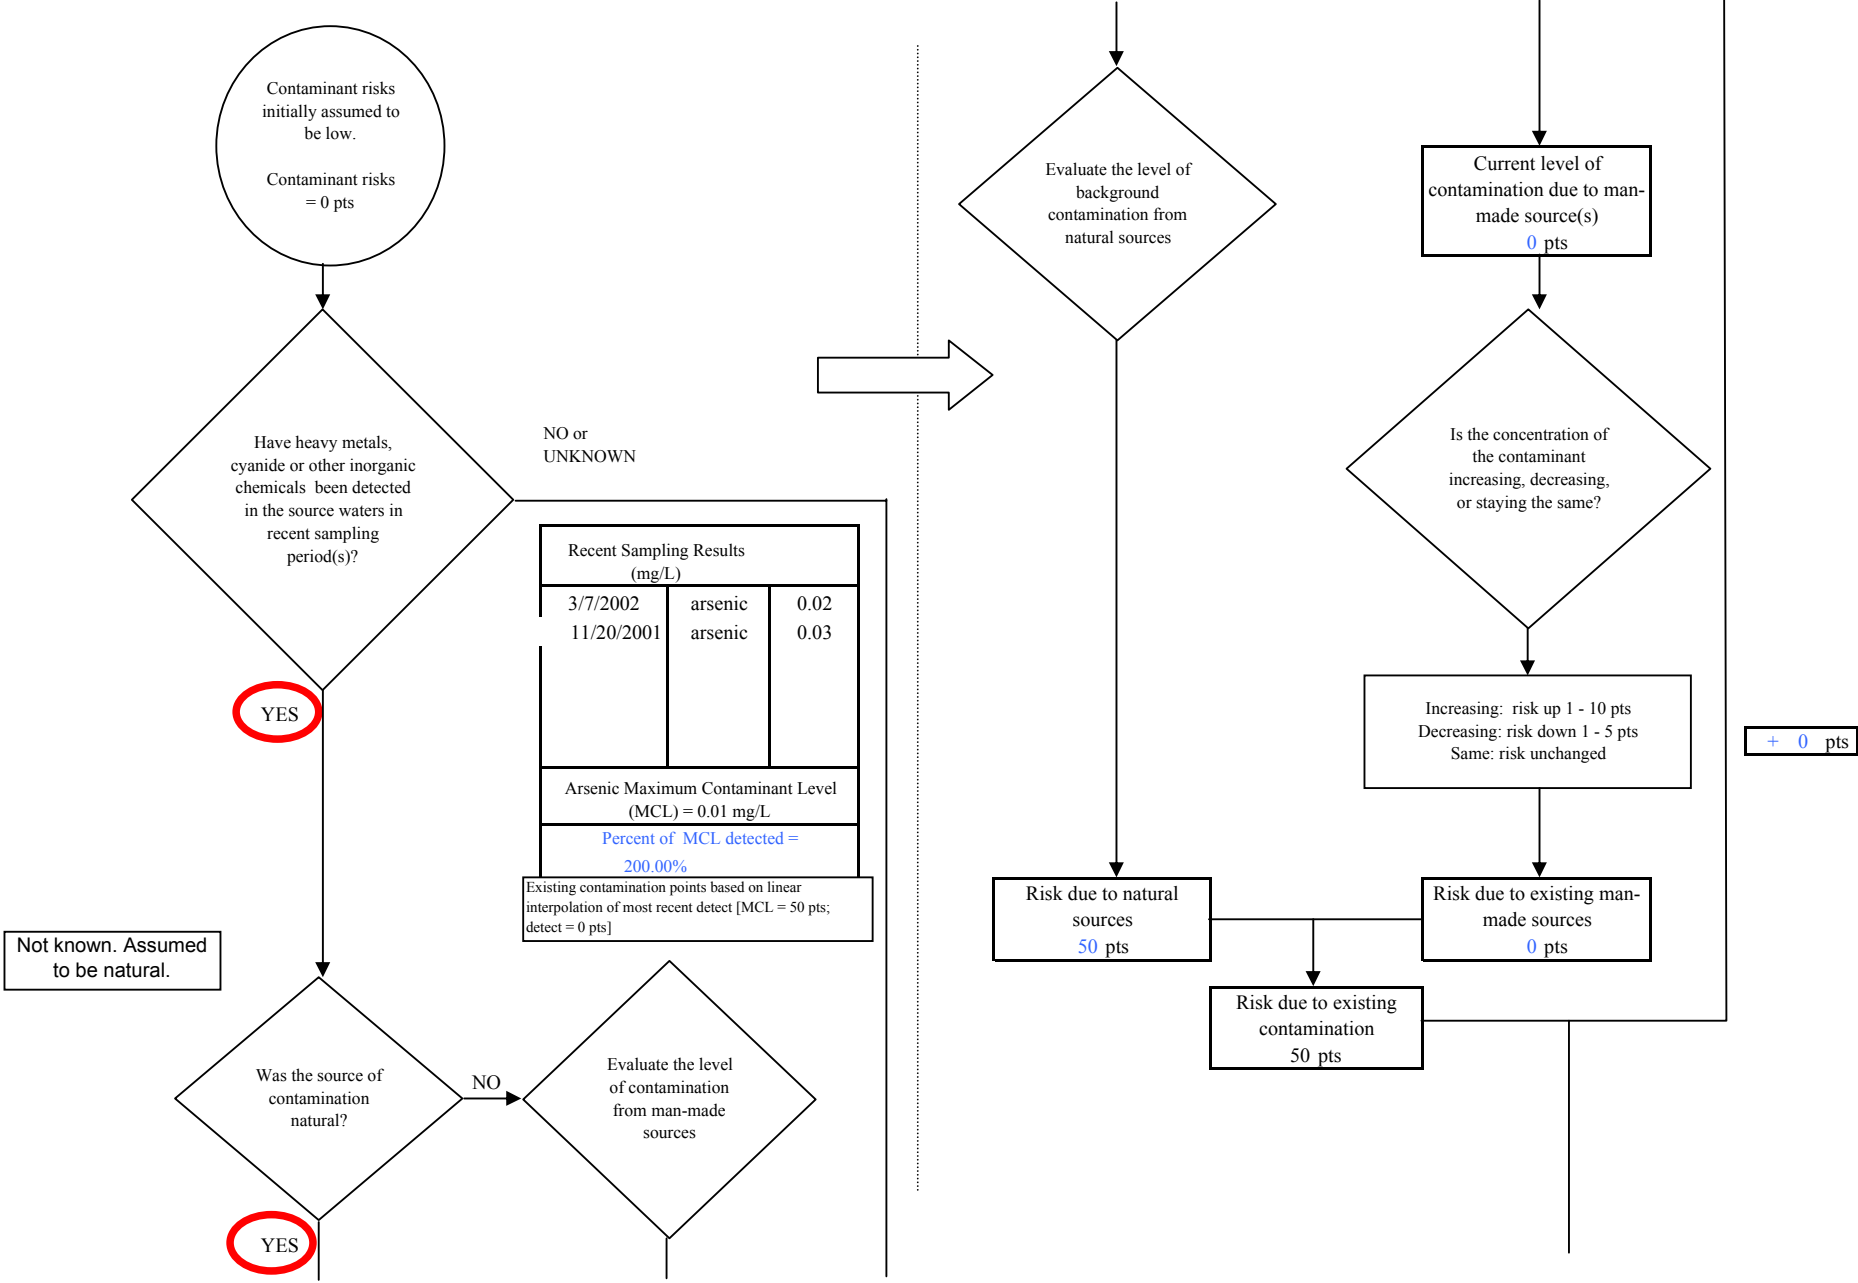 Contaminant risks
initially assumed to
be low.
Contaminant risks
= 0 pts
Have heavy metals,
cyanide or other inorganic
chemicals been detected
in the source waters in
recent sampling
period(s)?
NO or
UNKNOWN
YES
Recent Sampling Results
(mg/L)
3/7/2002 arsenic 0.02
11/20/2001 arsenic 0.03
Arsenic Maximum Contaminant Level
(MCL) = 0.01 mg/L
Percent of MCL detected =
200.00%
Existing contamination points based on linear
interpolation of most recent detect [MCL = 50 pts;
detect = 0 pts]
Not known. Assumed
to be natural.
Was the source of
contamination
natural?
NO
YES
Evaluate the level
of contamination
from man-made
sources
Evaluate the level of
background
contamination from
natural sources
Current level of
contamination due to man-
made source(s)
0 pts
Is the concentration of
the contaminant
increasing, decreasing,
or staying the same?
Increasing: risk up 1 - 10 pts
Decreasing: risk down 1 - 5 pts
Same: risk unchanged
+ 0 pts
Risk due to natural
sources
50 pts
Risk due to existing man-
made sources
0 pts
Risk due to existing
contamination
50 pts